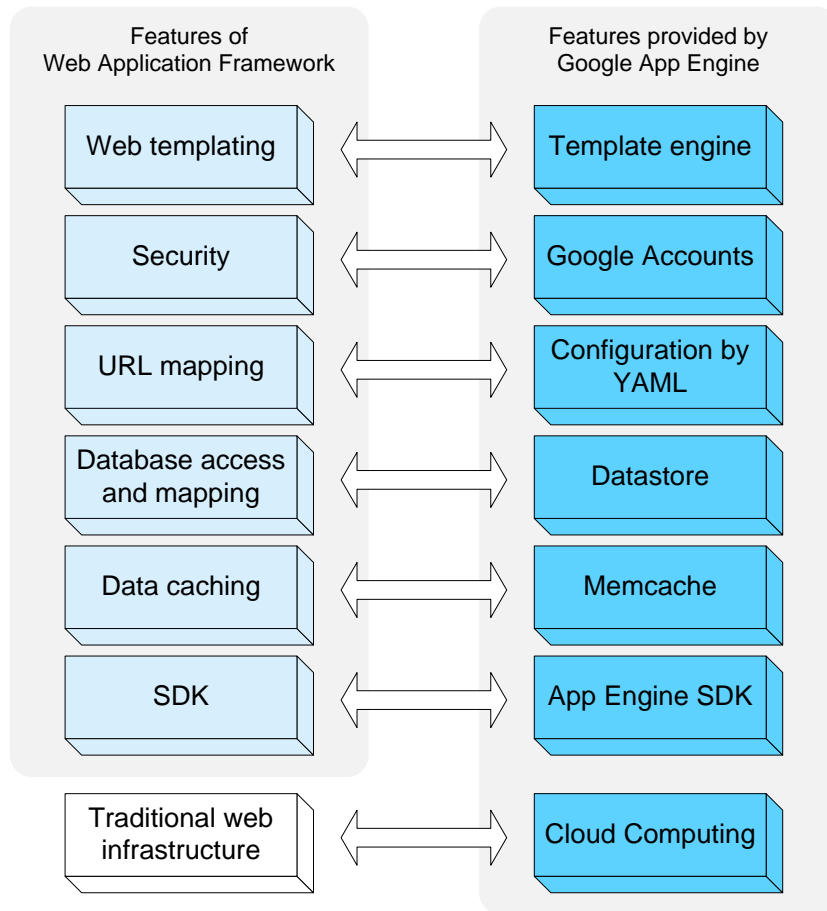 Features of
Web Application Framework
Features provided by
Google App Engine
Web templating
Template engine
Security
Google Accounts
URL mapping
Configuration by
YAML
Database access
and mapping
Datastore
Data caching
Memcache
SDK
App Engine SDK
Traditional web
infrastructure
Cloud Computing